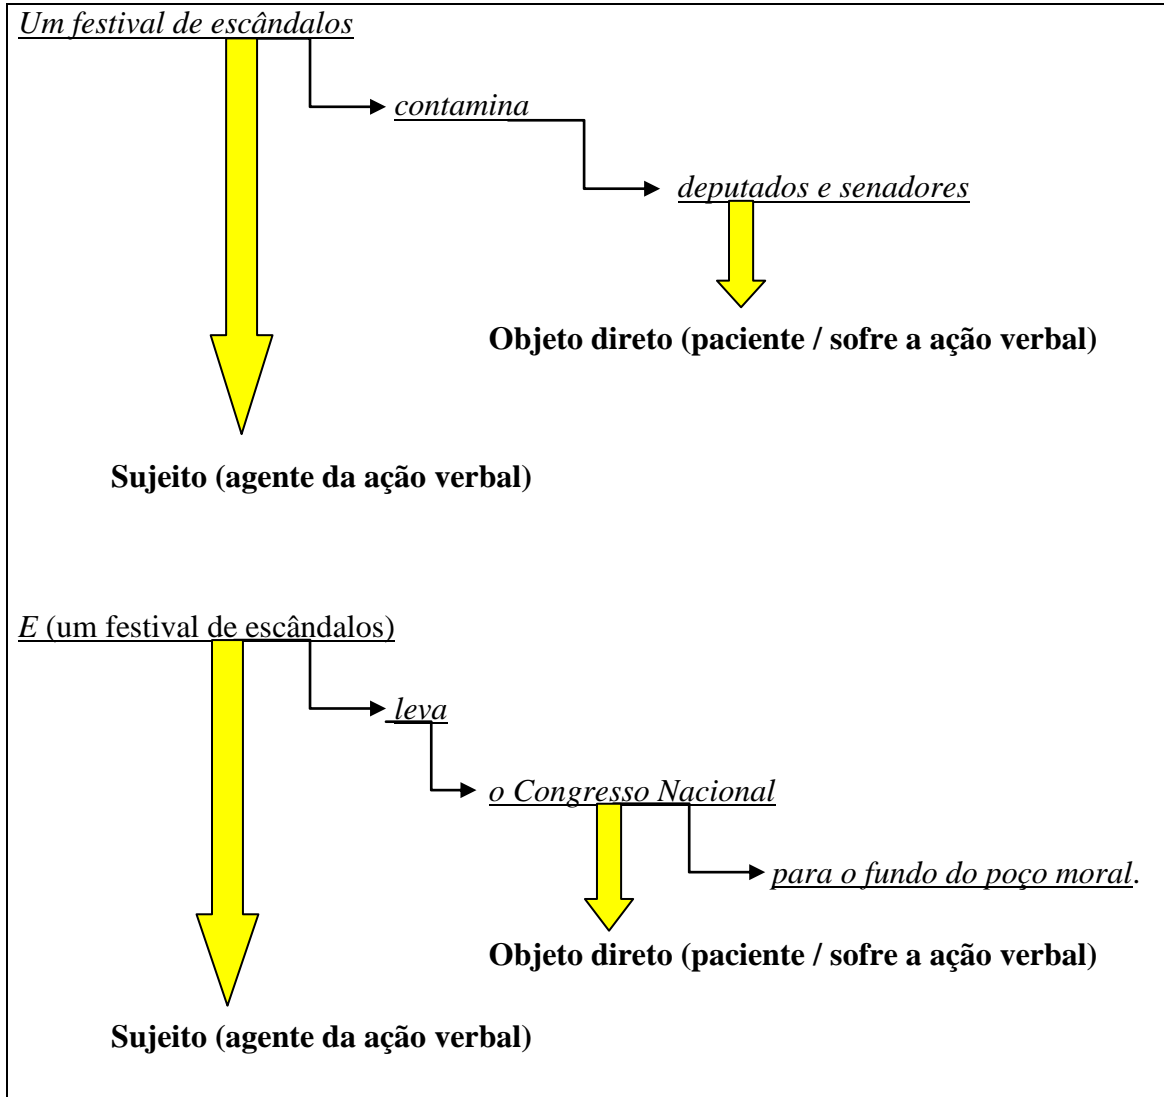 Um festival de escândalos
contamina
deputados e senadores
Objeto direto (paciente / sofre a ação verbal)
Sujeito (agente da ação verbal)
E (um festival de escândalos)
leva
o Congresso Nacional
para o fundo do poço moral.
Objeto direto (paciente / sofre a ação verbal)
Sujeito (agente da ação verbal)